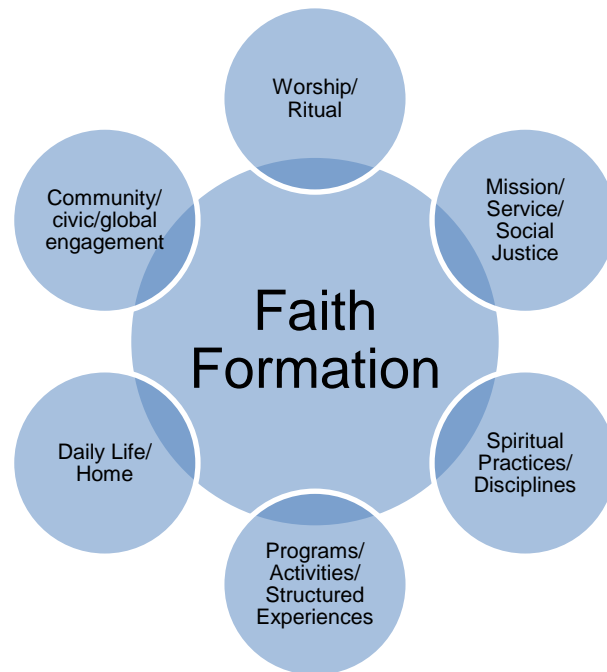 Worship/
Ritual
Mission/
Service/
Social
Justice
Spiritual
Practices/
Disciplines
Programs/
Activities/
Structured
Experiences
Daily Life/
Home
Community/
civic/global
engagement
Faith
Formation